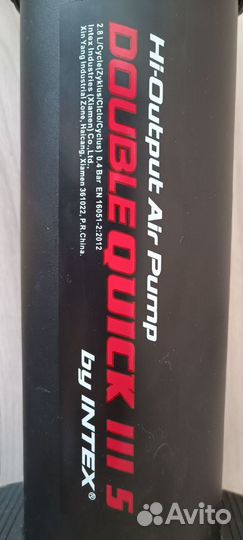 Hi-Output Air Pump
DOUBLE QUICK III S
by INTEX®
2.8 L/Cycle(Zyklus/Ciclo/Cyclus) 0.4 Bar EN 16051-2:2012
Intex Industries (Xiamen) Co., Ltd.,
Xin Yang Industrial Zone, Haicang, Xiamen 361022, P.R.China.
Avito